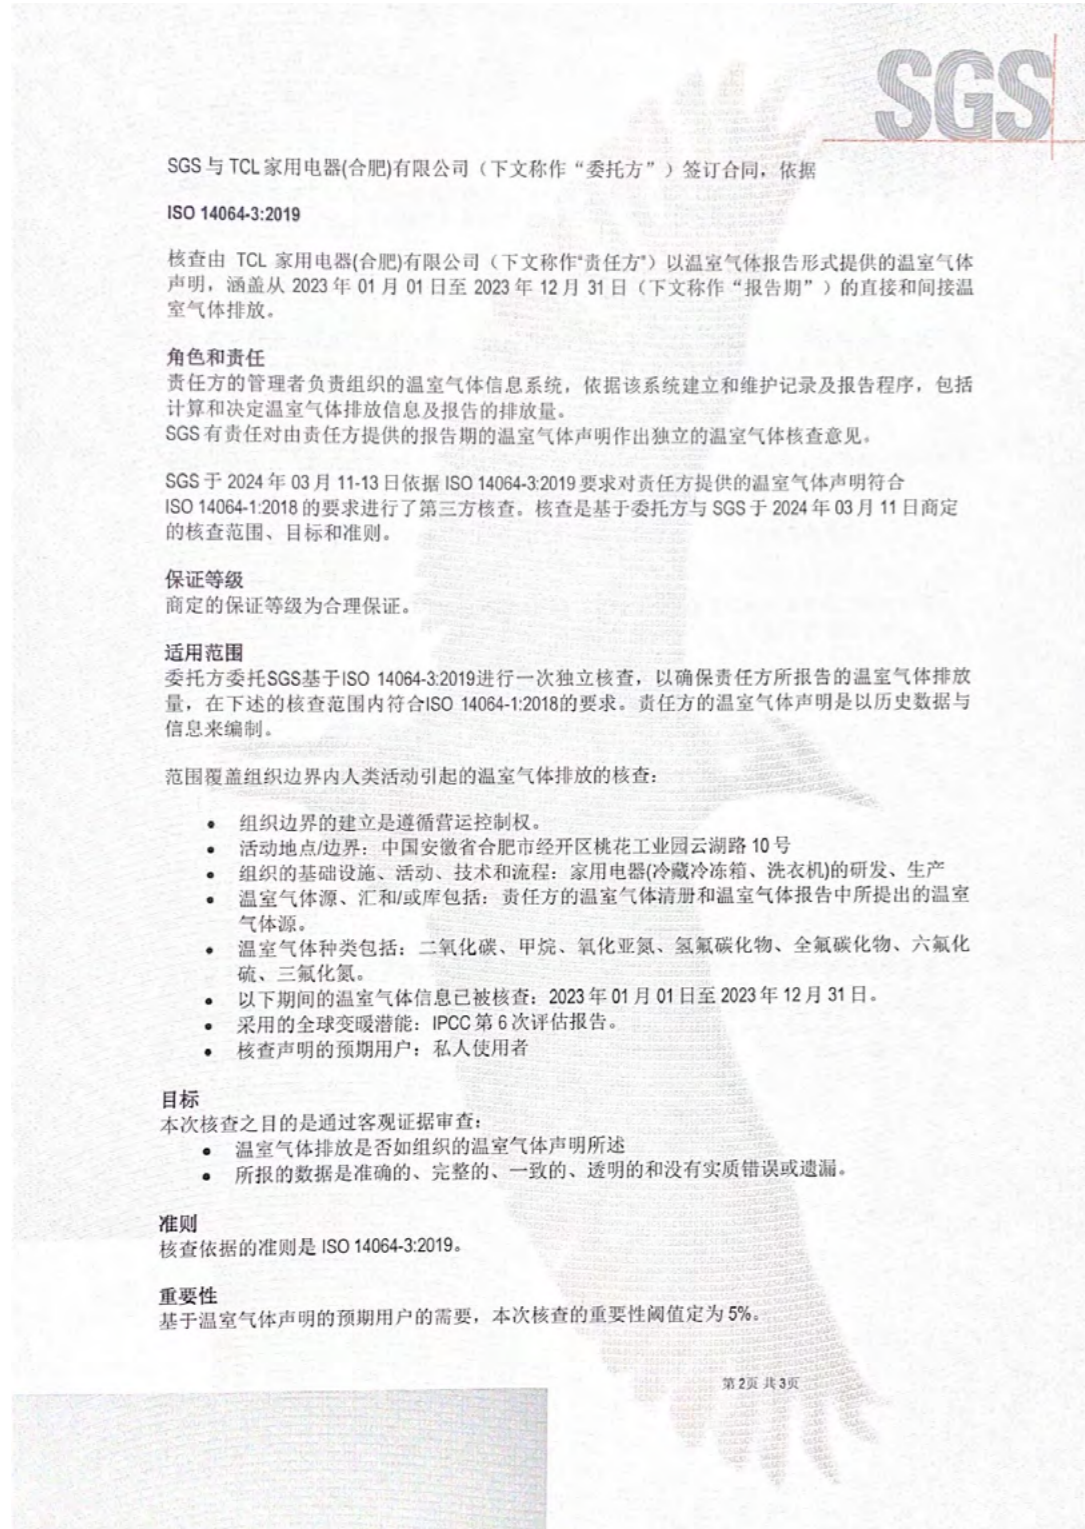 SGS
SGS 与 TCL 家用电器(合肥)有限公司（下文称作“委托方”）签订合同，依据
ISO 14064-3:2019
核查由 TCL 家用电器(合肥)有限公司（下文称作“责任方”）以温室气体报告形式提供的温室气体
声明，涵盖从 2023 年 01 月 01 日至 2023 年 12 月 31 日（下文称作“报告期”）的直接和间接温
室气体排放。
角色和责任
责任方的管理者负责组织的温室气体信息系统，依据该系统建立和维护记录及报告程序，包括
计算和决定温室气体排放信息及报告的排放量。
SGS 有责任对由责任方提供的报告期的温室气体声明作出独立的温室气体核查意见。
SGS 于 2024 年 03 月 11-13 日依据 ISO 14064-3:2019 要求对责任方提供的温室气体声明符合
ISO 14064-1:2018 的要求进行了第三方核查。核查是基于委托方与 SGS 于 2024 年 03 月 11 日商定
的核查范围、目标和准则。
保证等级
商定的保证等级为合理保证。
适用范围
委托方委托SGS基于ISO 14064-3:2019进行一次独立核查，以确保责任方所报告的温室气体排放
量，在下述的核查范围内符合ISO 14064-1:2018的要求。责任方的温室气体声明是以历史数据与
信息来编制。
范围覆盖组织边界内人类活动引起的温室气体排放的核查：
• 组织边界的建立是遵循营运控制权。
• 活动地点/边界：中国安徽省合肥市经开区桃花工业园云湖路 10 号
• 组织的基础设施、活动、技术和流程：家用电器(冷藏冷冻箱、洗衣机)的研发、生产
• 温室气体源、汇和/或库包括：责任方的温室气体清册和温室气体报告中所提出的温室
气体源。
• 温室气体种类包括：二氧化碳、甲烷、氧化亚氮、氢氟碳化物、全氟碳化物、六氟化
硫、三氟化氮。
• 以下期间的温室气体信息已被核查：2023 年 01 月 01 日至 2023 年 12 月 31 日。
• 采用的全球变暖潜能：IPCC 第 6 次评估报告。
• 核查声明的预期用户：私人使用者
目标
本次核查之目的是通过客观证据审查：
• 温室气体排放是否如组织的温室气体声明所述
• 所报的数据是准确的、完整的、一致的、透明的和没有实质错误或遗漏。
准则
核查依据的准则是 ISO 14064-3:2019。
重要性
基于温室气体声明的预期用户的需要，本次核查的重要性阈值定为 5%。
第 2页 共 3页